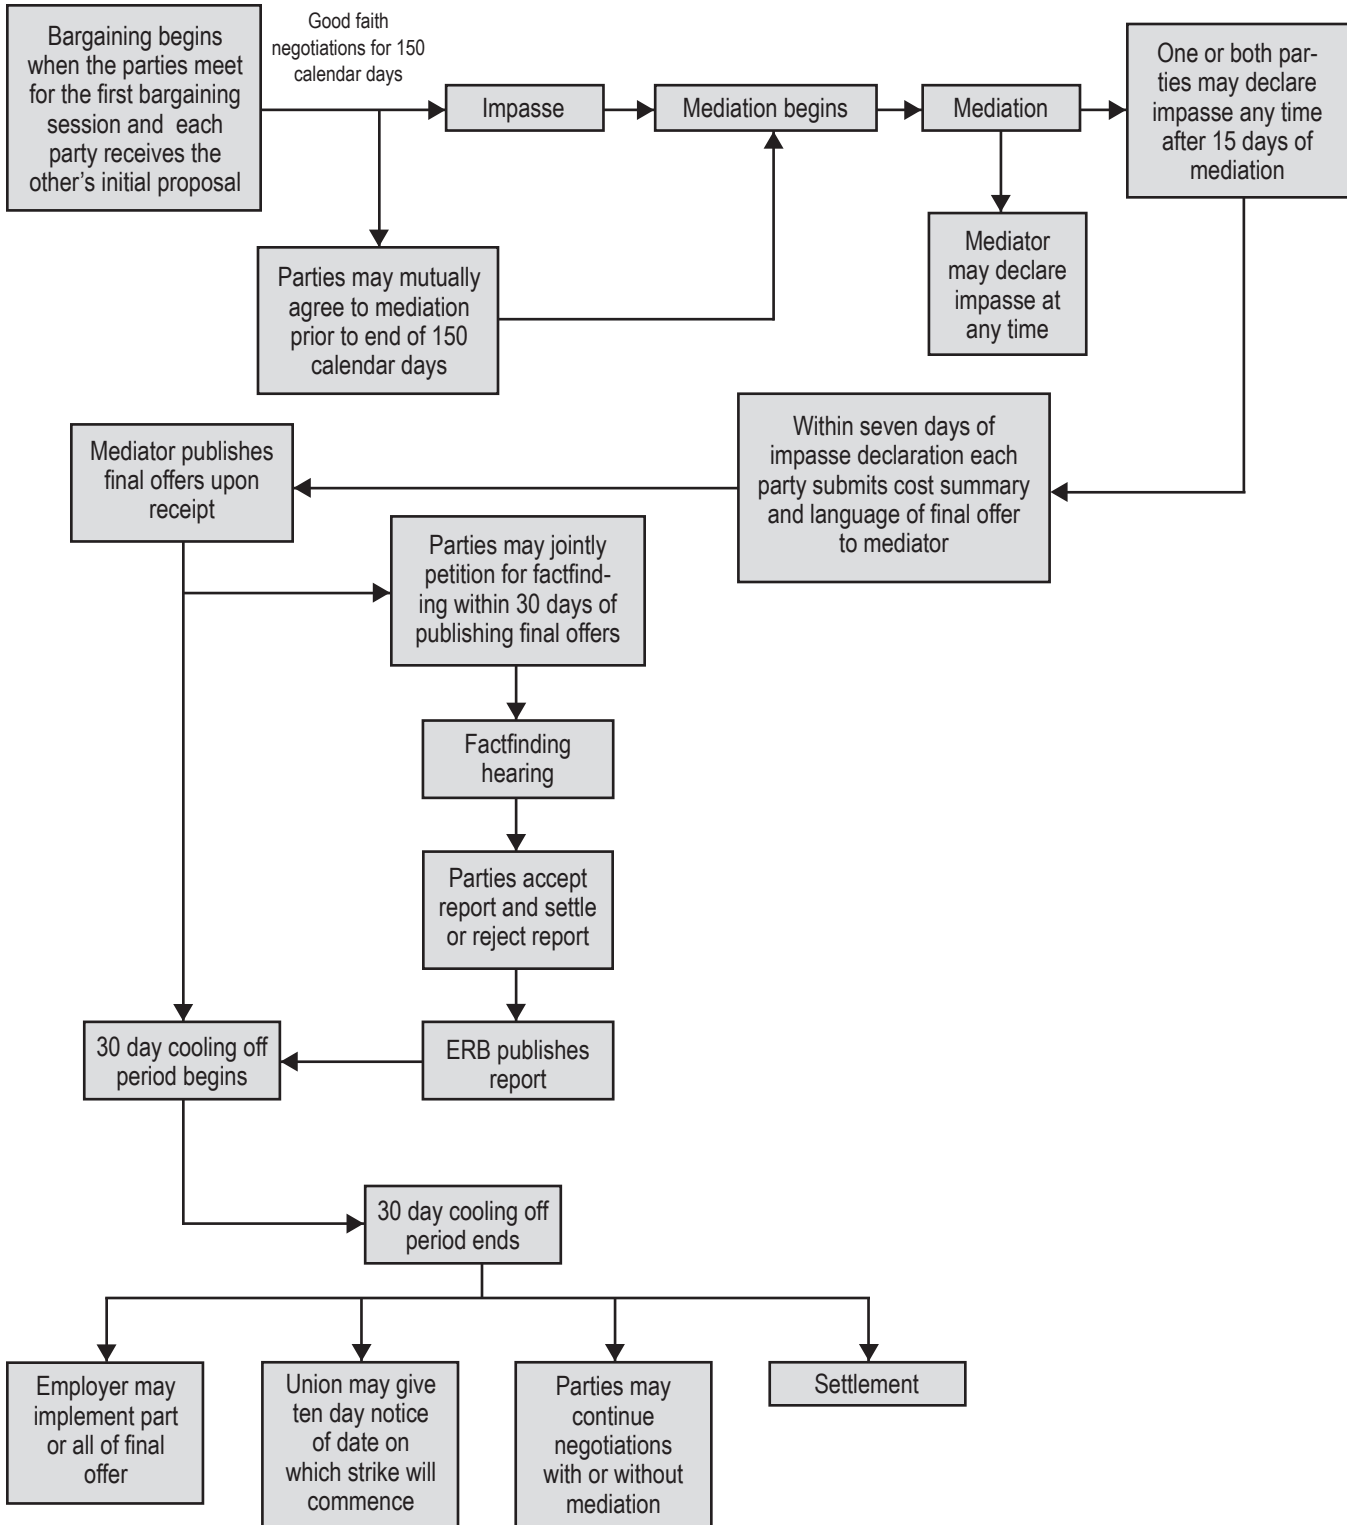 Bargaining begins
when the parties meet
for the first bargaining
session and each
party receives the
other's initial proposal
Good faith
negotiations for 150
calendar days
Impasse
Mediation begins
Mediation
One or both par-
ties may declare
impasse any time
after 15 days of
mediation
Parties may mutually
agree to mediation
prior to end of 150
calendar days
Mediator
may declare
impasse at
any time
Within seven days of
impasse declaration each
party submits cost summary
and language of final offer
to mediator
Mediator publishes
final offers upon
receipt
Parties may jointly
petition for factfind-
ing within 30 days of
publishing final offers
Factfinding
hearing
Parties accept
report and settle
or reject report
30 day cooling off
period begins
ERB publishes
report
30 day cooling off
period ends
Employer may
implement part
or all of final
offer
Union may give
ten day notice
of date on
which strike will
commence
Parties may
continue
negotiations
with or without
mediation
Settlement